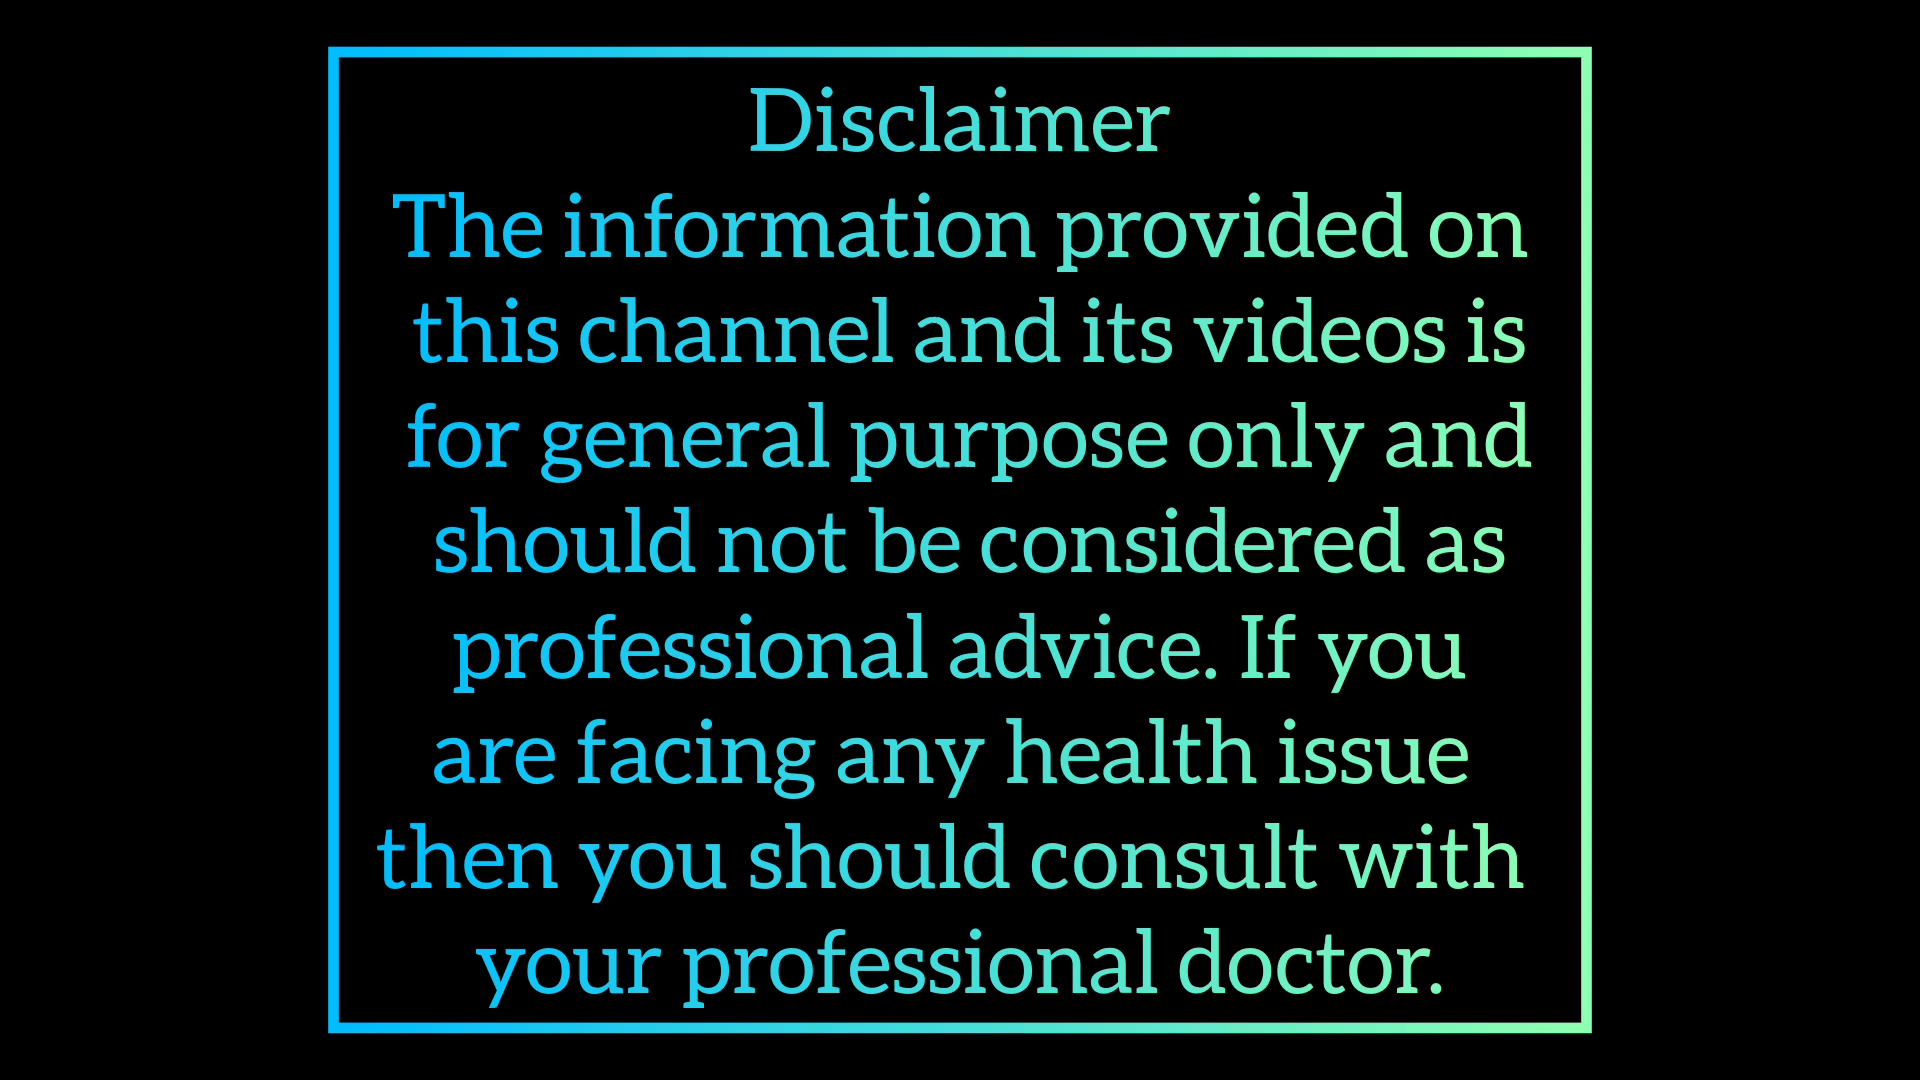 Disclaimer
The information provided on
this channel and its videos is
for general purpose only and
should not be considered as
professional advice. If you
are facing any health issue
then you should consult with
your professional doctor.